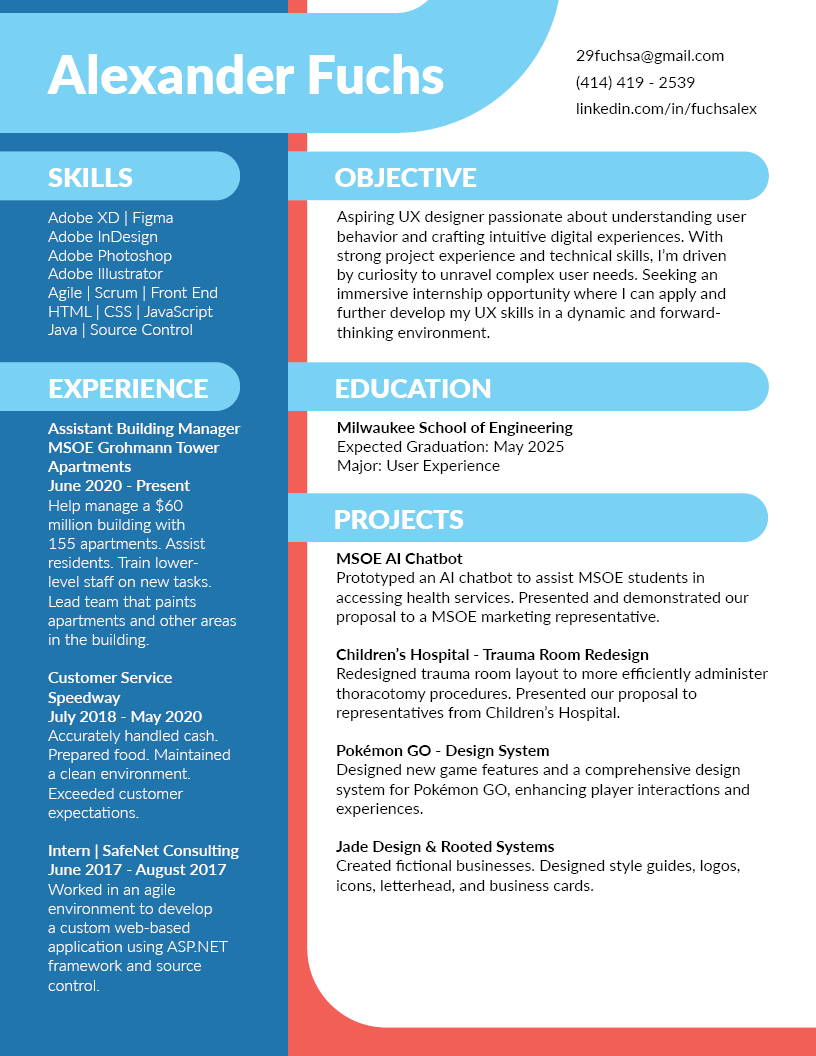 Alexander Fuchs
29fuchsa@gmail.com
(414) 419 - 2539
linkedin.com/in/fuchsalex
SKILLS
Adobe XD | Figma
Adobe InDesign
Adobe Photoshop
Adobe Illustrator
Agile | Scrum | Front End
HTML | CSS | JavaScript
Java | Source Control
EXPERIENCE
Assistant Building Manager
MSOE Grohmann Tower
Apartments
June 2020 - Present
Help manage a $60
million building with
155 apartments. Assist
residents. Train lower-
level staff on new tasks.
Lead team that paints
apartments and other areas
in the building.
Customer Service
Speedway
July 2018 - May 2020
Accurately handled cash.
Prepared food. Maintained
a clean environment.
Exceeded customer
expectations.
Intern | SafeNet Consulting
June 2017 - August 2017
Worked in an agile
environment to develop
a custom web-based
application using ASP.NET
framework and source
control.
OBJECTIVE
Aspiring UX designer passionate about understanding user
behavior and crafting intuitive digital experiences. With
strong project experience and technical skills, I'm driven
by curiosity to unravel complex user needs. Seeking an
immersive internship opportunity where I can apply and
further develop my UX skills in a dynamic and forward-
thinking environment.
EDUCATION
Milwaukee School of Engineering
Expected Graduation: May 2025
Major: User Experience
PROJECTS
MSOE AI Chatbot
Prototyped an AI chatbot to assist MSOE students in
accessing health services. Presented and demonstrated our
proposal to a MSOE marketing representative.
Children's Hospital - Trauma Room Redesign
Redesigned trauma room layout to more efficiently administer
thoracotomy procedures. Presented our proposal to
representatives from Children's Hospital.
Pokémon GO - Design System
Designed new game features and a comprehensive design
system for Pokémon GO, enhancing player interactions and
experiences.
Jade Design & Rooted Systems
Created fictional businesses. Designed style guides, logos,
icons, letterhead, and business cards.